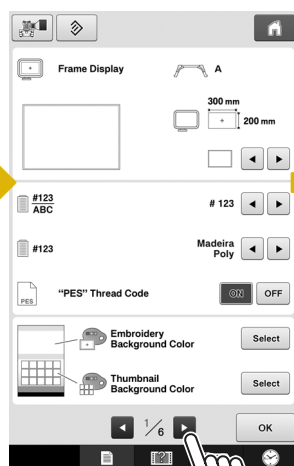 Frame Display
A
300 mm
200 mm
#123
ABC
# 123
#123
Madeira
Poly
PES
“PES” Thread Code
ON
OFF
Embroidery
Background Color
Select
Thumbnail
Background Color
Select
1/6
OK
?